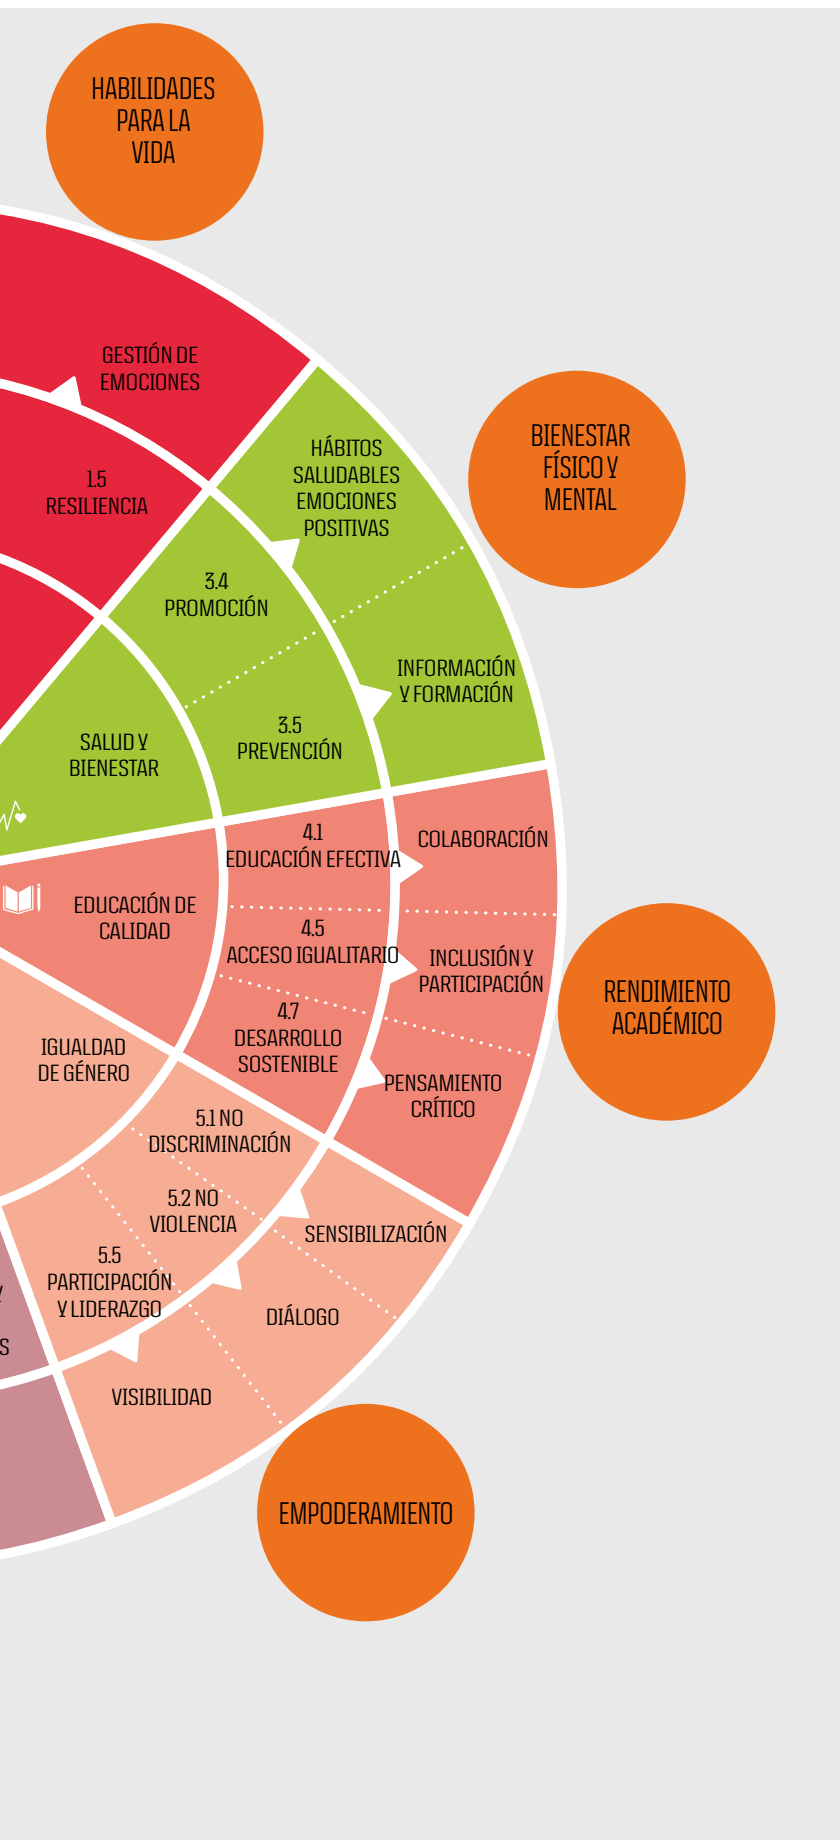 HABILIDADES
PARA LA
VIDA
GESTIÓN DE
EMOCIONES
1.5
RESILIENCIA
BIENESTAR
FÍSICO Y
MENTAL
HÁBITOS
SALUDABLES
EMOCIONES
POSITIVAS
3.4
PROMOCIÓN
INFORMACIÓN
Y FORMACIÓN
3.5
PREVENCIÓN
SALUD Y
BIENESTAR
4.1
EDUCACIÓN EFECTIVA
COLABORACIÓN
EDUCACIÓN DE
CALIDAD
4.5
ACCESO IGUALITARIO
INCLUSIÓN Y
PARTICIPACIÓN
RENDIMIENTO
ACADÉMICO
4.7
DESARROLLO
SOSTENIBLE
PENSAMIENTO
CRÍTICO
IGUALDAD
DE GÉNERO
5.1 NO
DISCRIMINACIÓN
5.2 NO
VIOLENCIA
SENSIBILIZACIÓN
5.5
PARTICIPACIÓN
Y LIDERAZGO
DIÁLOGO
Y
S
VISIBILIDAD
EMPODERAMIENTO